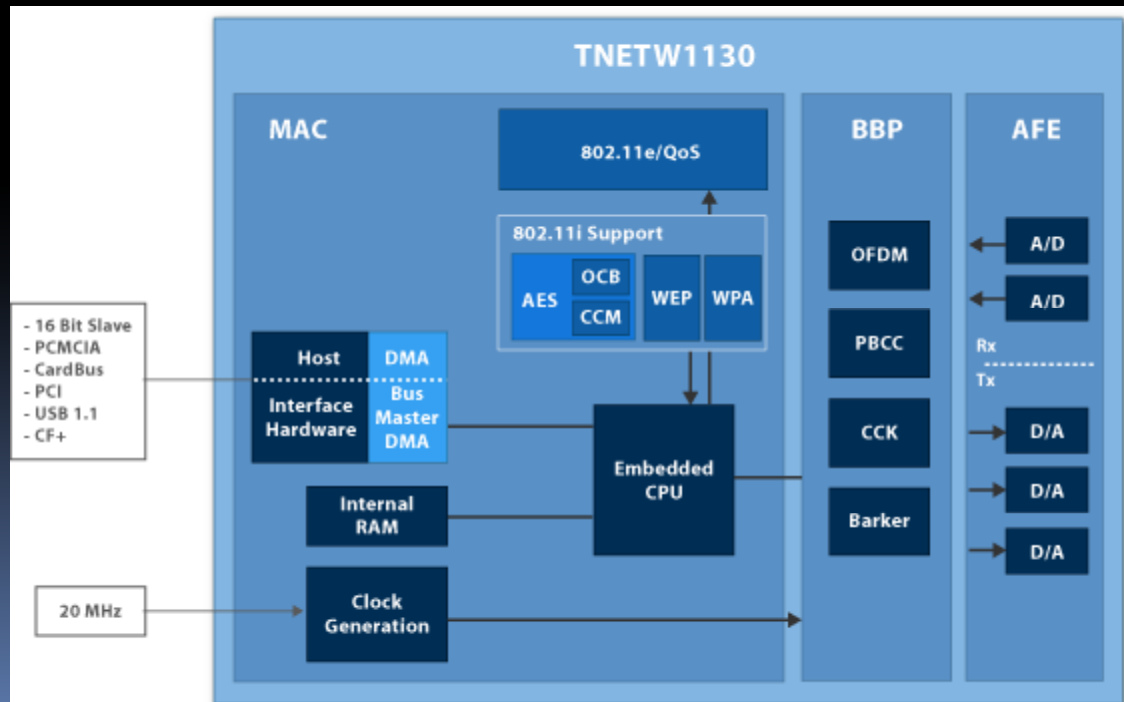 TNETW1130
MAC
BBP
AFE
802.11e/QoS
802.11i Support
AES
OCB
CCM
WEP
WPA
- 16 Bit Slave
- PCMCIA
- CardBus
- PCI
- USB 1.1
- CF+
Host
DMA
Interface
Hardware
Bus
Master
DMA
Embedded
CPU
Internal
RAM
20 MHz
Clock
Generation
OFDM
PBCC
CCK
Barker
A/D
A/D
Rx
Tx
D/A
D/A
D/A